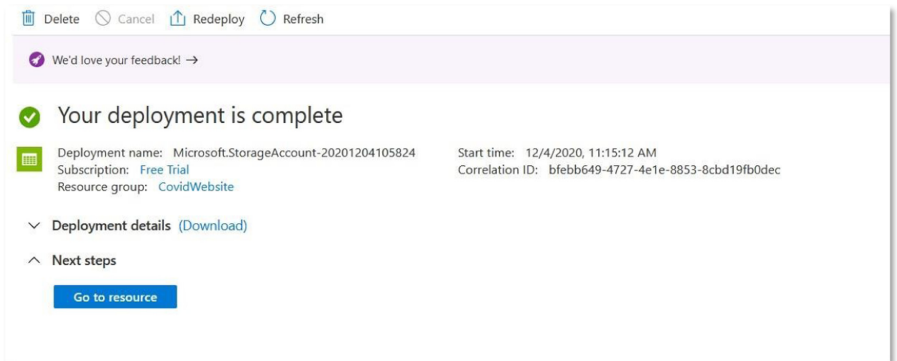 Delete Cancel Redeploy Refresh
We'd love your feedback! →
Your deployment is complete
Deployment name: Microsoft.StorageAccount-20201204105824 Start time: 12/4/2020, 11:15:12 AM
Subscription: Free Trial Correlation ID: bfebb649-4727-4e1e-8853-8cbd19fb0dec
Resource group: CovidWebsite
Deployment details (Download)
Next steps
Go to resource